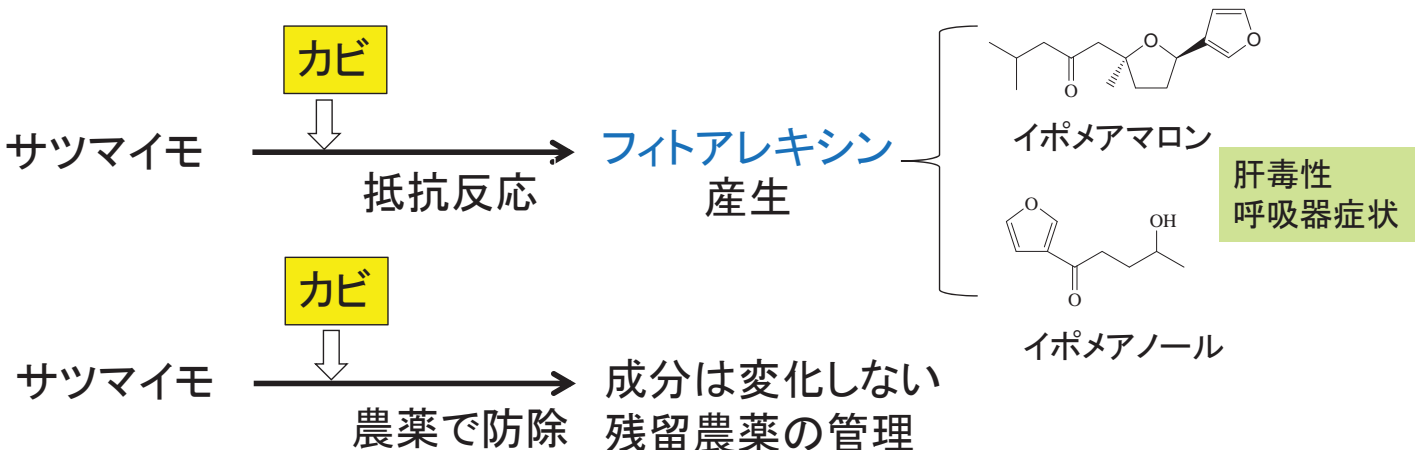 カビ
サツマイモ
抵抗反応
フィトアレキシン
産生
O
O
O
イポメアマロン
肝毒性
呼吸器症状
O
OH
O
イポメアノール
カビ
サツマイモ
農薬で防除
成分は変化しない
残留農薬の管理